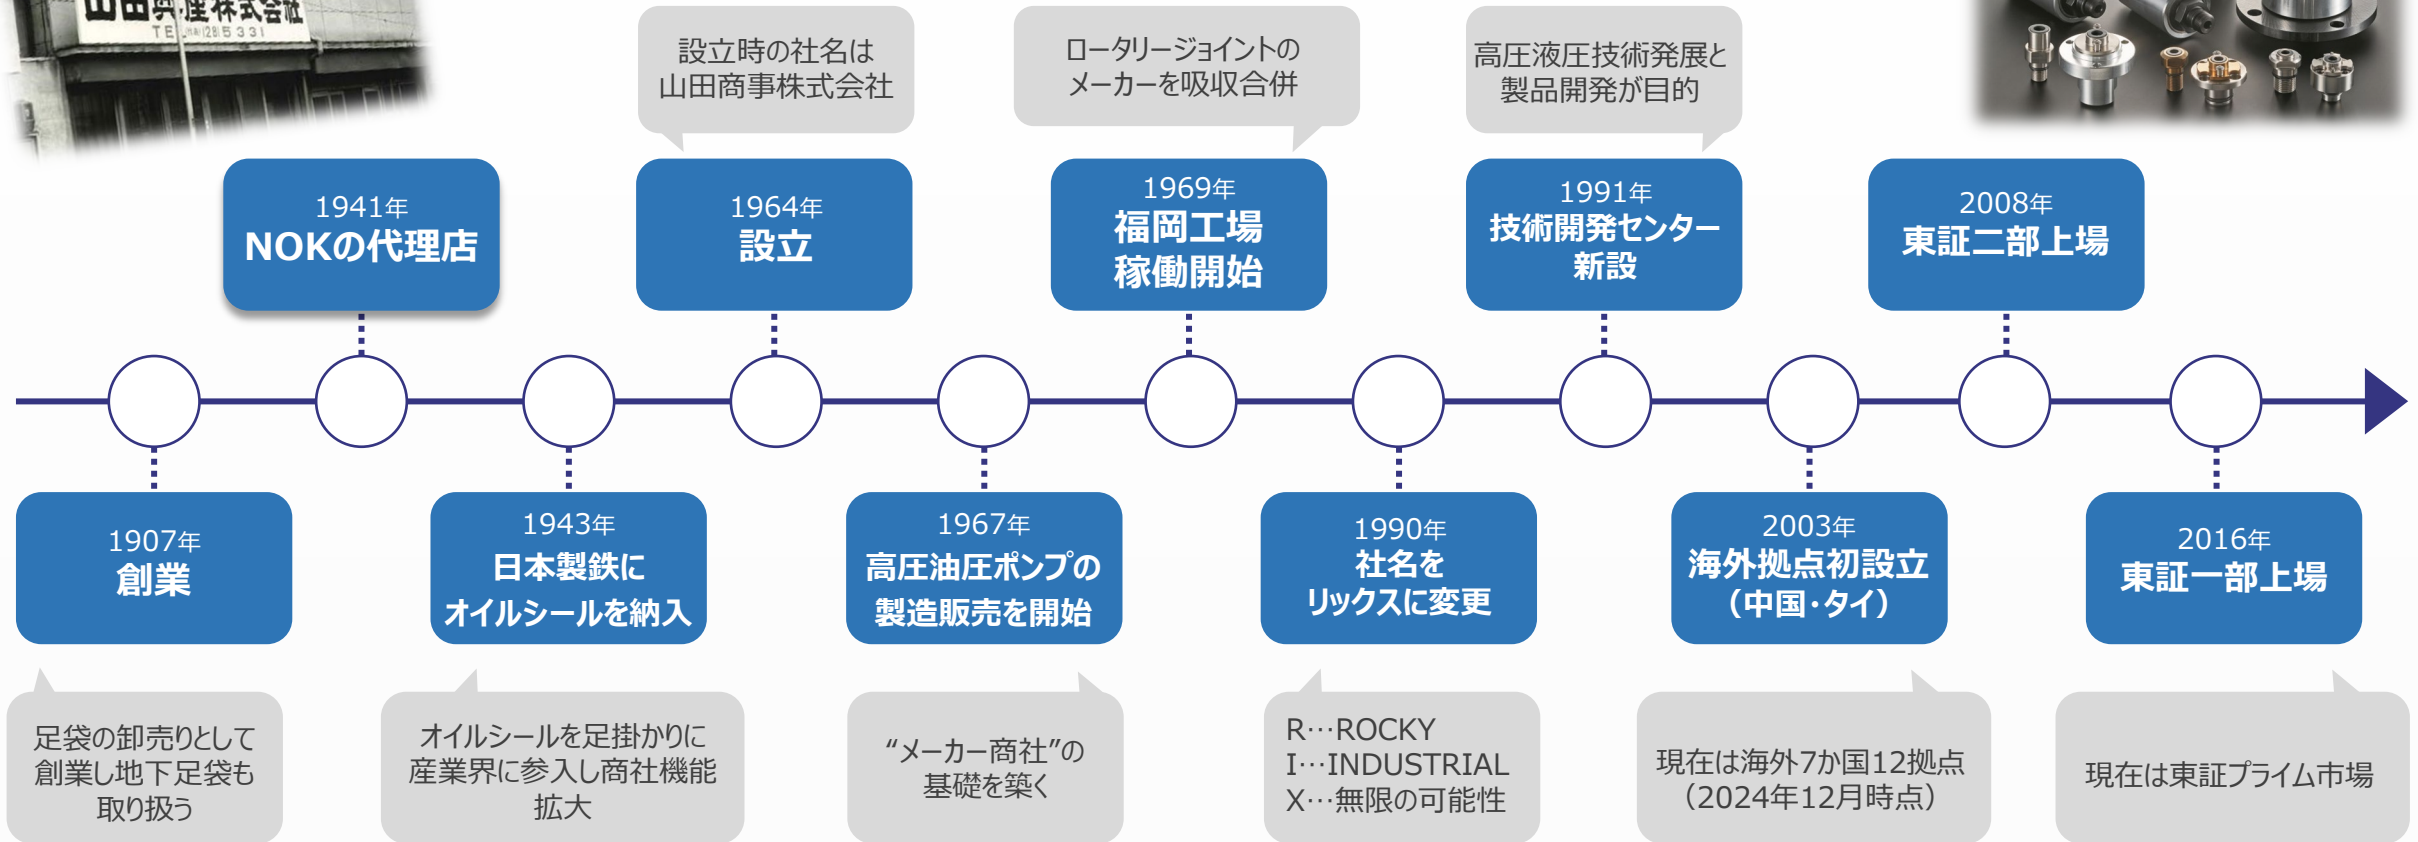 山田興産株式会社
TEL (28) 5331
設立時の社名は
山田商事株式会社
ロータリージョイントの
メーカーを吸収合併
高圧液圧技術発展と
製品開発が目的
1941年
NOKの代理店
1964年
設立
1969年
福岡工場
稼働開始
1991年
技術開発センター
新設
2008年
東証二部上場
1907年
創業
1943年
日本製鉄に
オイルシールを納入
1967年
高圧油圧ポンプの
製造販売を開始
1990年
社名を
リックスに変更
2003年
海外拠点初設立
（中国・タイ）
2016年
東証一部上場
足袋の卸売りとして
創業し地下足袋も
取り扱う
オイルシールを足掛かりに
産業界に参入し商社機能
拡大
“メーカー商社”の
基礎を築く
R…ROCKY
I…INDUSTRIAL
X…無限の可能性
現在は海外7か国12拠点
（2024年12月時点）
現在は東証プライム市場